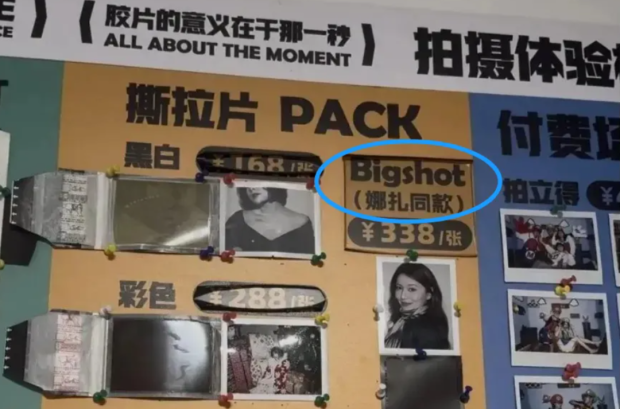 胶片的意义在于那一秒
ALL ABOUT THE MOMENT
拍摄体验
撕拉片 PACK
黑白
¥168/张
Bigshot
(娜扎同款)
¥338/张
彩色
¥288/张
付费
拍立得